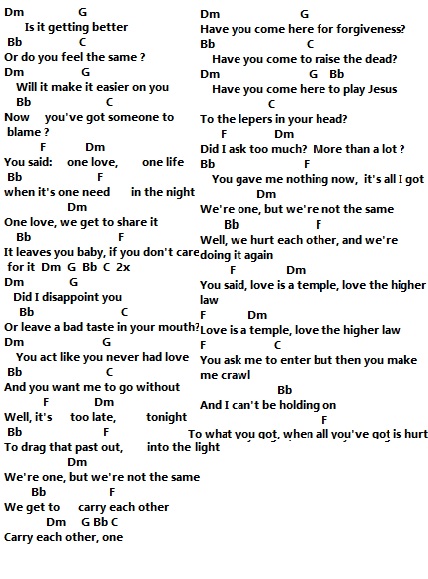 Dm G
Is it getting better
Bb C
Or do you feel the same ?
Dm G
Will it make it easier on you
Bb C
Now you've got someone to
blame ?
F Dm
You said: one love, one life
Bb F
when it's one need in the night
Dm
One love, we get to share it
Bb F
It leaves you baby, if you don't care
for it Dm G Bb C 2x
Dm G
Did I disappoint you
Bb C
Or leave a bad taste in your mouth?
Dm G
You act like you never had love
Bb C
And you want me to go without
F Dm
Well, it's too late, tonight
Bb F
To drag that past out, into the light
Dm
We're one, but we're not the same
Bb F
We get to carry each other
Dm G Bb C
Carry each other, one
Dm G
Have you come here for forgiveness?
Bb C
Have you come to raise the dead?
Dm G Bb
Have you come here to play Jesus
C
To the lepers in your head?
F Dm
Did I ask too much? More than a lot ?
Bb F
You gave me nothing now, it's all I got
Dm
We're one, but we're not the same
Bb F
Well, we hurt each other, and we're
doing it again
F Dm
You said, love is a temple, love the higher
law
F Dm
Love is a temple, love the higher law
F C
You ask me to enter but then you make
me crawl
Bb
And I can't be holding on
F
To what you got, when all you've got is hurt